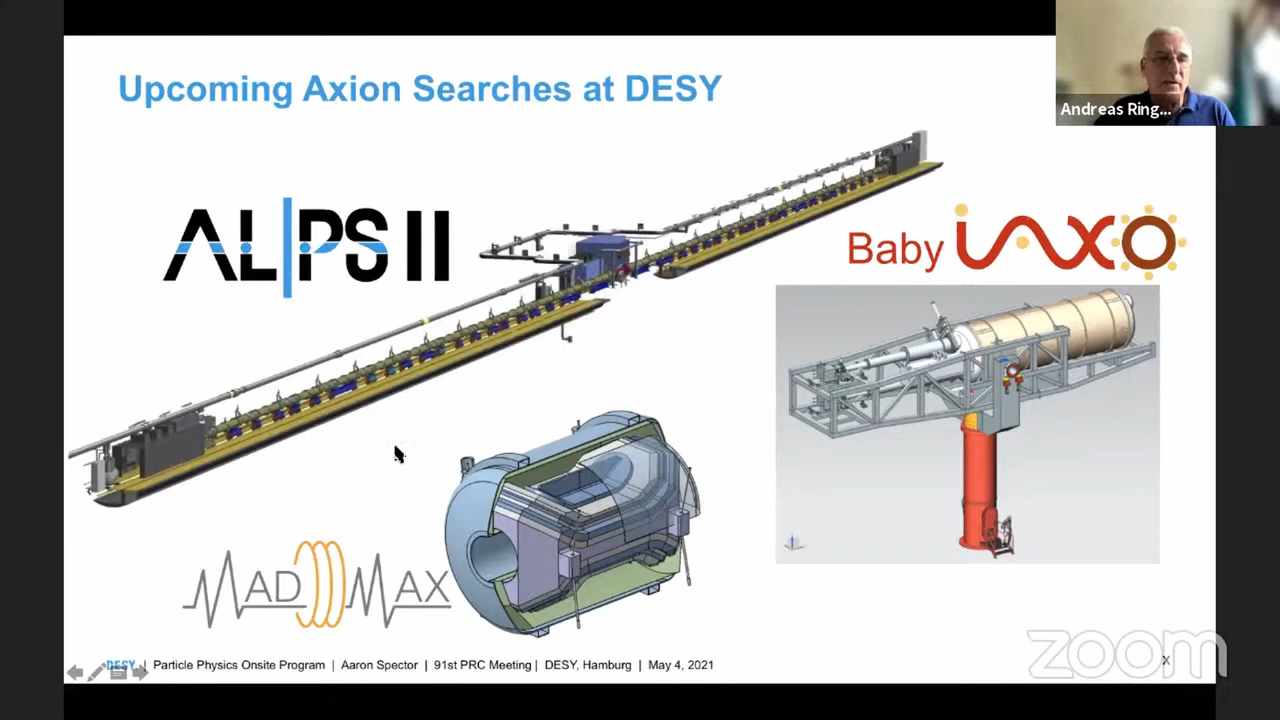 Upcoming Axion Searches at DESY
Andreas Ring...
ALPS II
Baby iAXO
MADMAX
DESY. | Particle Physics Onsite Program | Aaron Spector | 91st PRC Meeting | DESY, Hamburg | May 4, 2021
x
zoom